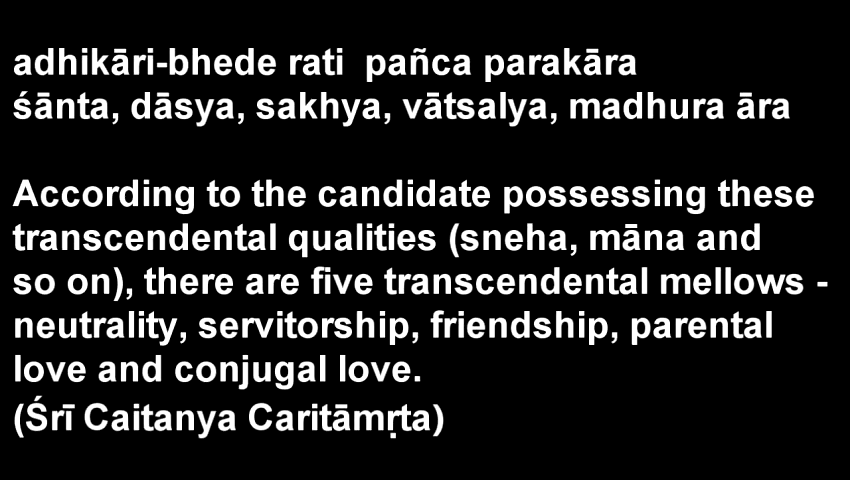 adhikāri-bhede rati  pañca parakāra
śānta, dāsya, sakhya, vātsalya, madhura āra
According to the candidate possessing these
transcendental qualities (sneha, māna and
so on), there are five transcendental mellows -
neutrality, servitorship, friendship, parental
love and conjugal love.
(Śrī Caitanya Caritāmṛta)